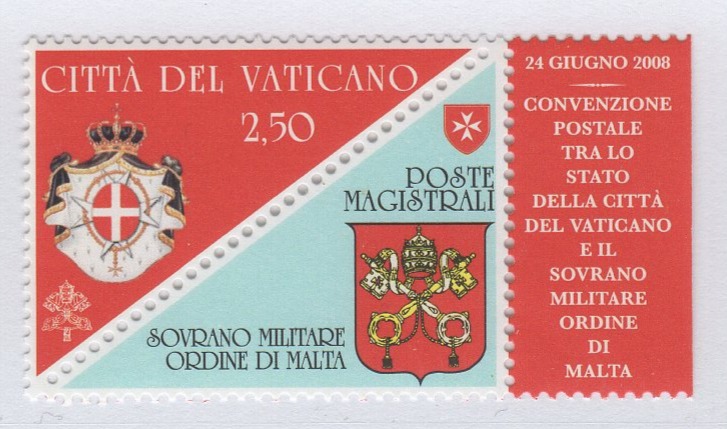 CITTÀ DEL VATICANO
2,50
POSTE
MAGISTRALI
SOVRANO MILITARE
ORDINE DI MALTA
24 GIUGNO 2008
CONVENZIONE
POSTALE
TRA LO
STATO
DELLA CITTÀ
DEL VATICANO
E IL
SOVRANO
MILITARE
ORDINE
DI
MALTA